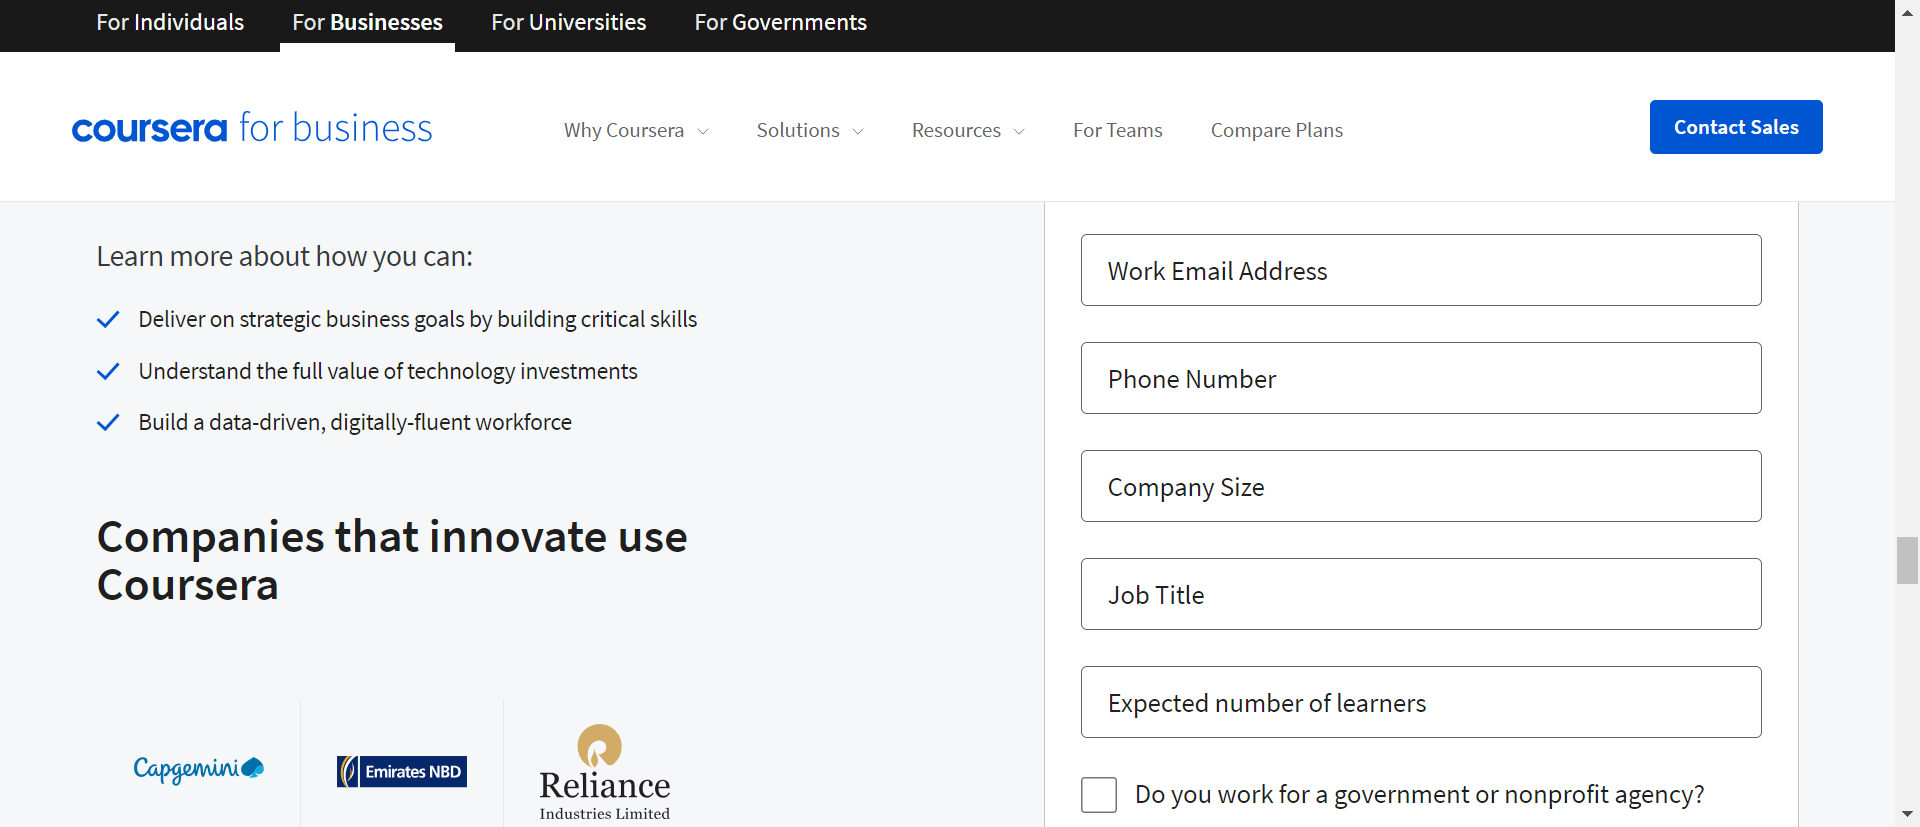 For Individuals
For Businesses
For Universities
For Governments
coursera for business
Why Coursera
Solutions
Resources
For Teams
Compare Plans
Contact Sales
Learn more about how you can:
Deliver on strategic business goals by building critical skills
Understand the full value of technology investments
Build a data-driven, digitally-fluent workforce
Companies that innovate use
Coursera
Capgemini
Emirates NBD
Reliance
Industries Limited
Work Email Address
Phone Number
Company Size
Job Title
Expected number of learners
Do you work for a government or nonprofit agency?